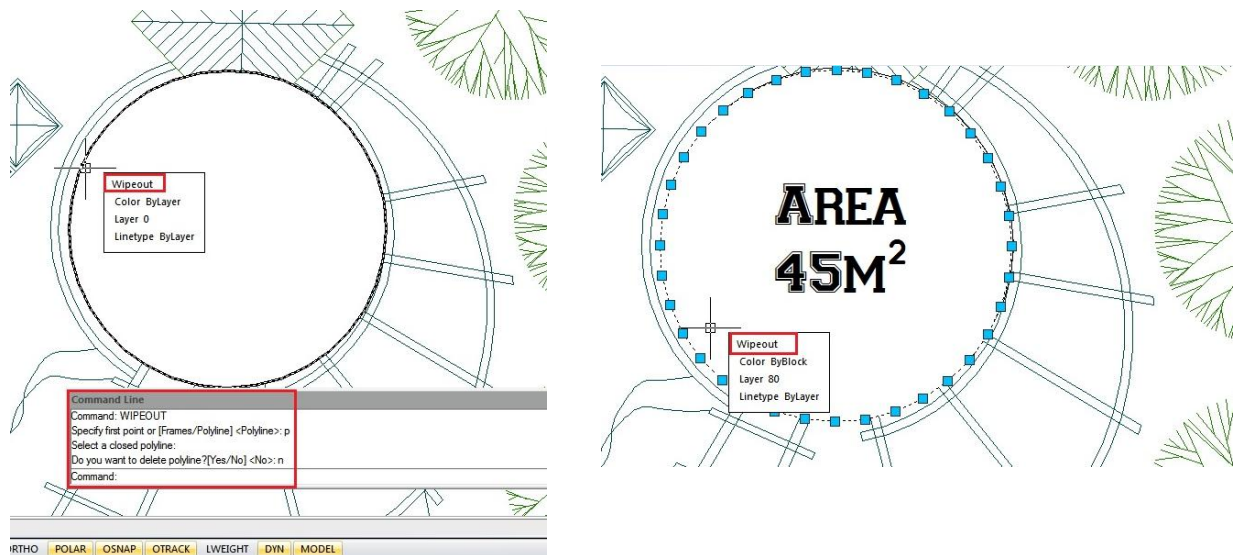 Wipeout
Color ByLayer
Layer 0
Linetype ByLayer
Command Line
Command: WIPEOUT
Specify first point or [Frames/Polyline] <Polyline>: p
Select a closed polyline:
Do you want to delete polyline?[Yes/No] <No>: n
Command:
RTHO POLAR OSNAP OTRACK LWEIGHT DYN MODEL
AREA
45M²
Wipeout
Color ByBlock
Layer 80
Linetype ByLayer